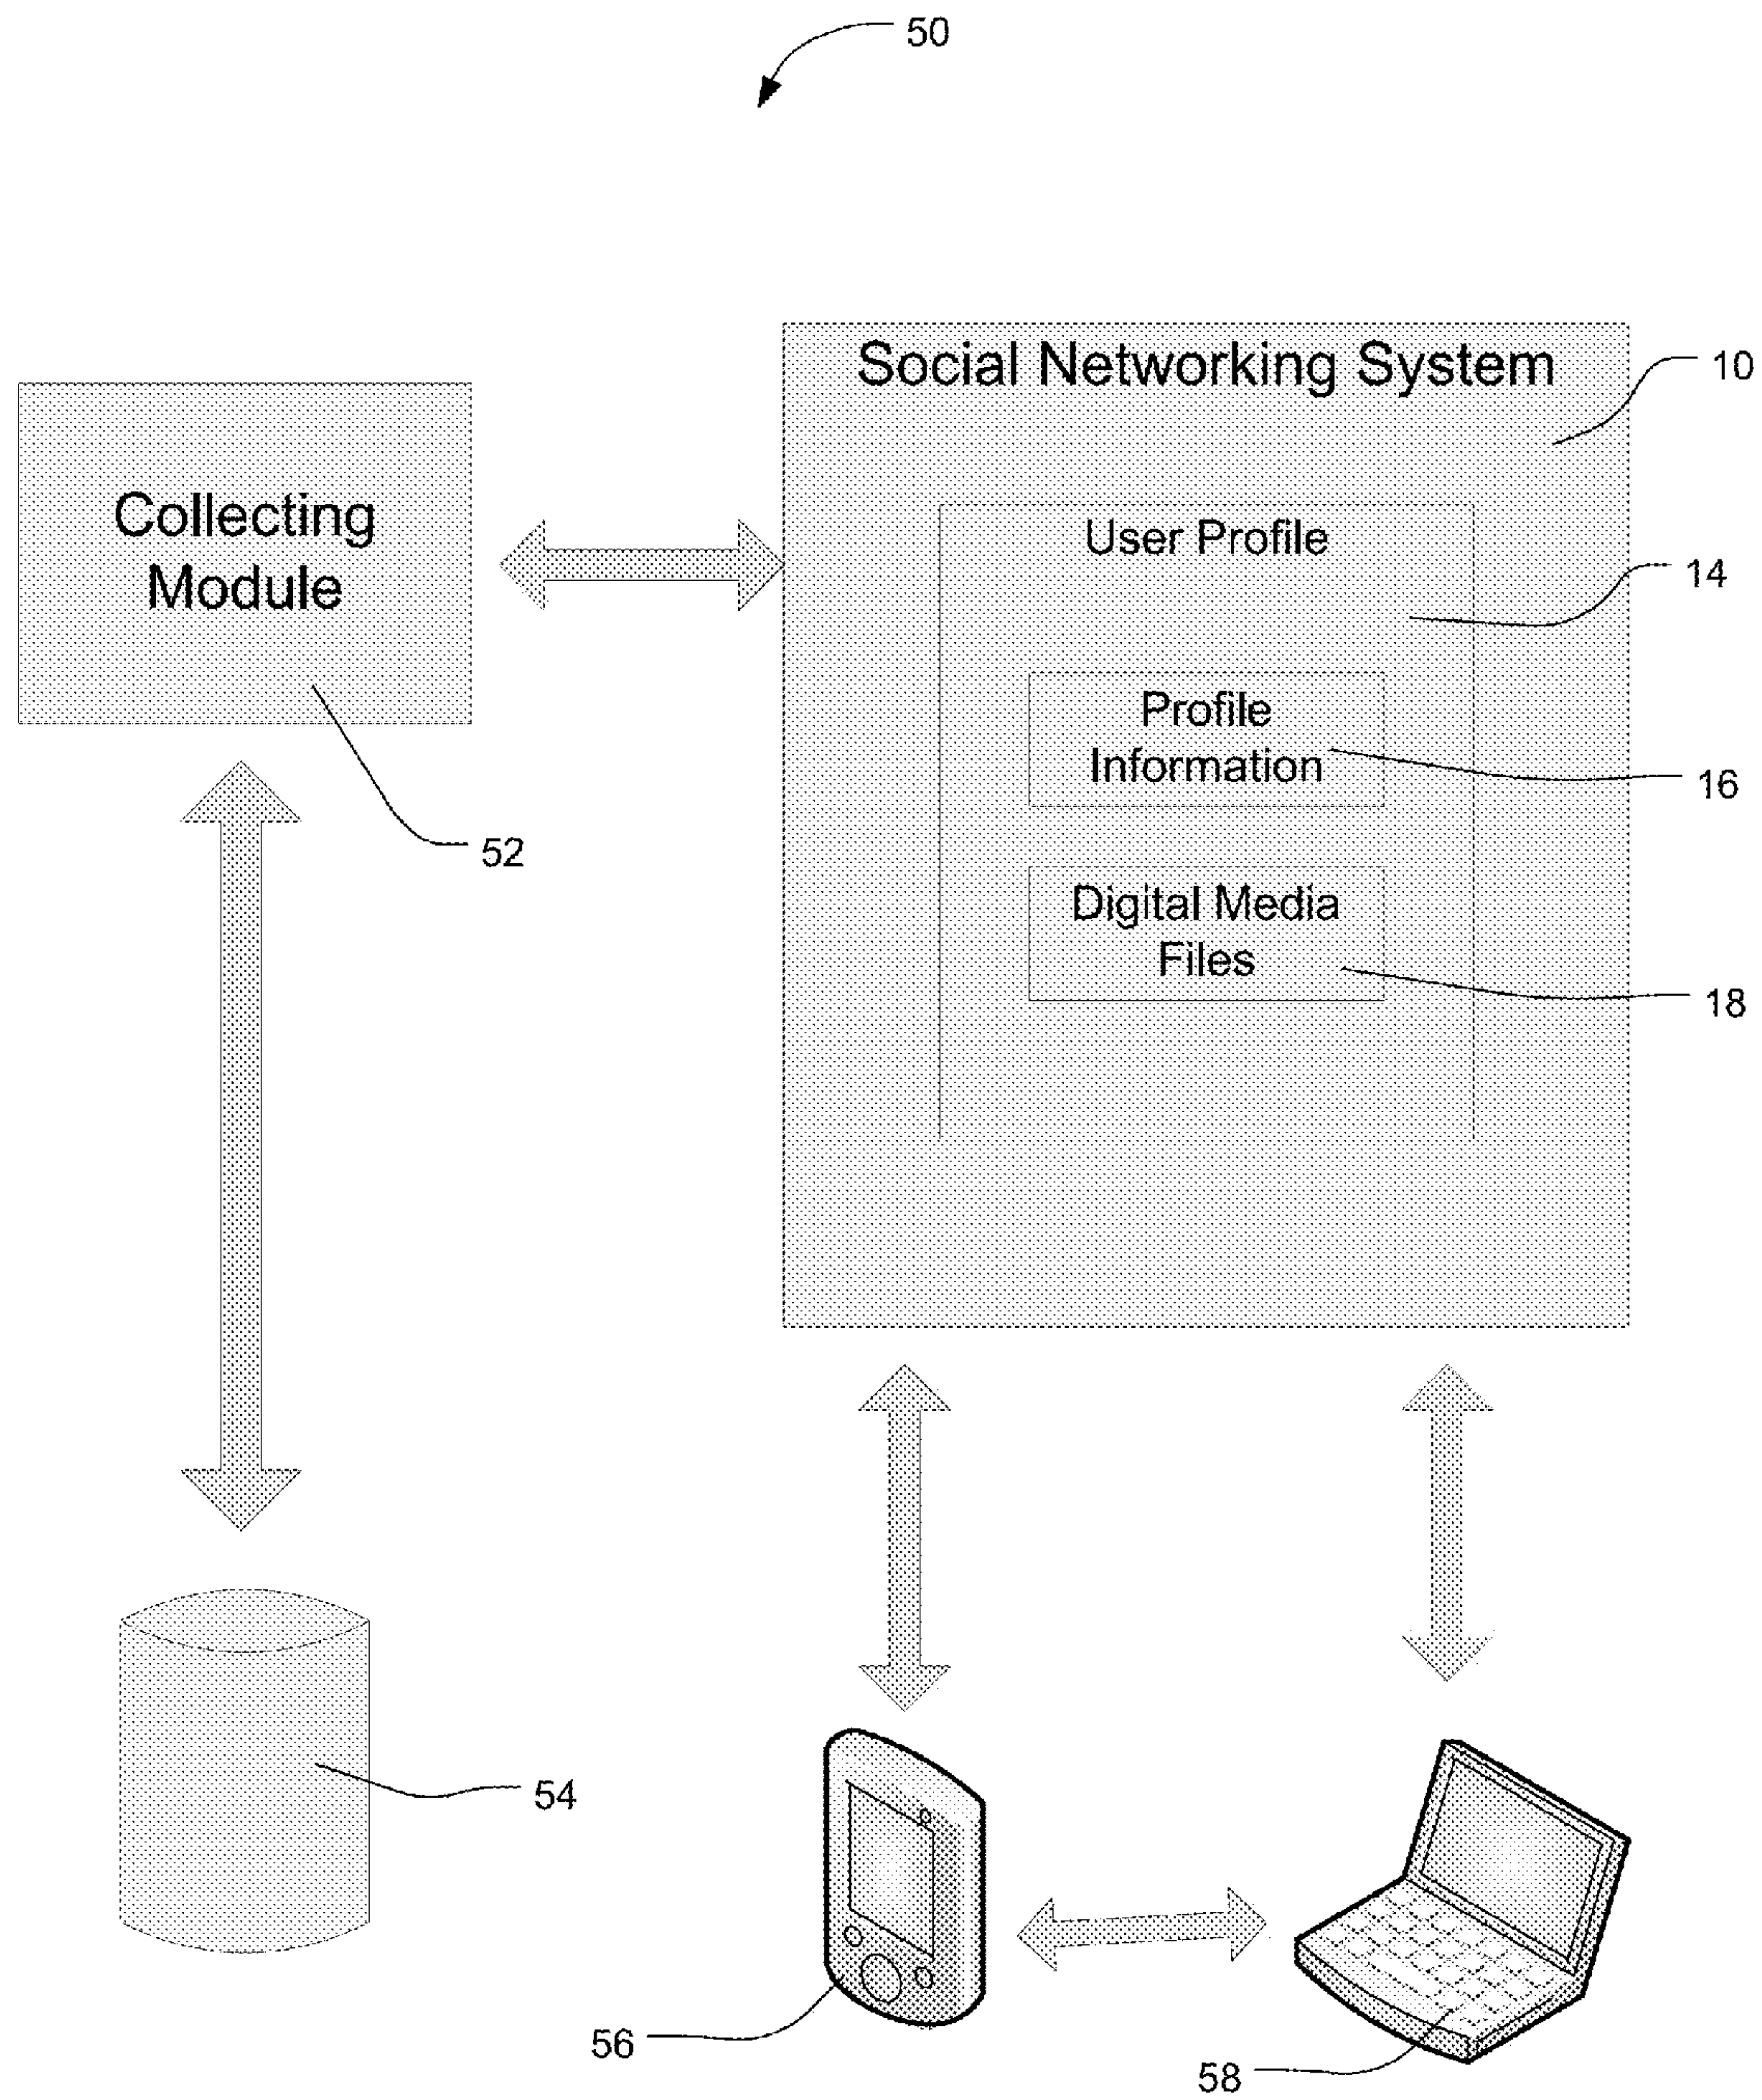 50
Social Networking System
10
Collecting
Module
User Profile
14
Profile
Information
16
52
Digital Media
Files
18
54
56
58